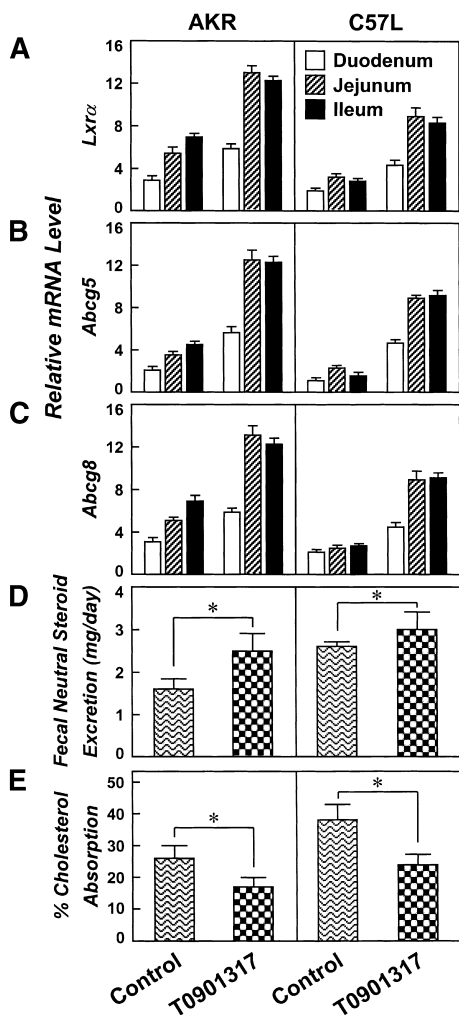 AKR C57L
A
16
12
8
4
0
Lxrα
Duodenum
Jejunum
Ileum
Relative mRNA Level
B
16
12
8
4
0
Abcg5
C
16
12
8
4
0
Abcg8
D
4
3
2
1
0
Fecal Neutral Steroid
Excretion (mg/day)
* *
E
50
40
30
20
10
0
% Cholesterol
Absorption
* *
Control T0901317 Control T0901317